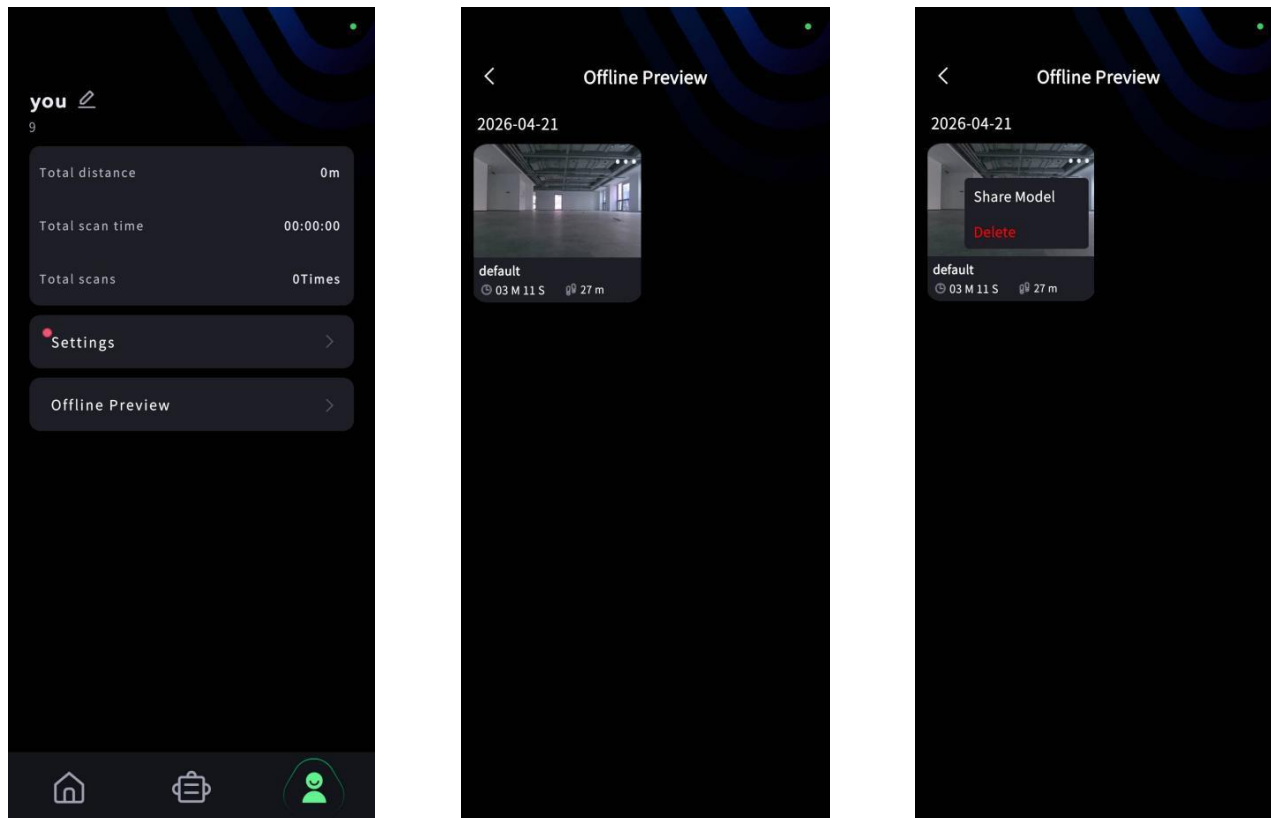 you
9
Total distance 0m
Total scan time 00:00:00
Total scans 0Times
Settings
Offline Preview
Offline Preview
2026-04-21
default
03 M 11 S 27 m
Offline Preview
2026-04-21
Share Model
Delete
default
03 M 11 S 27 m